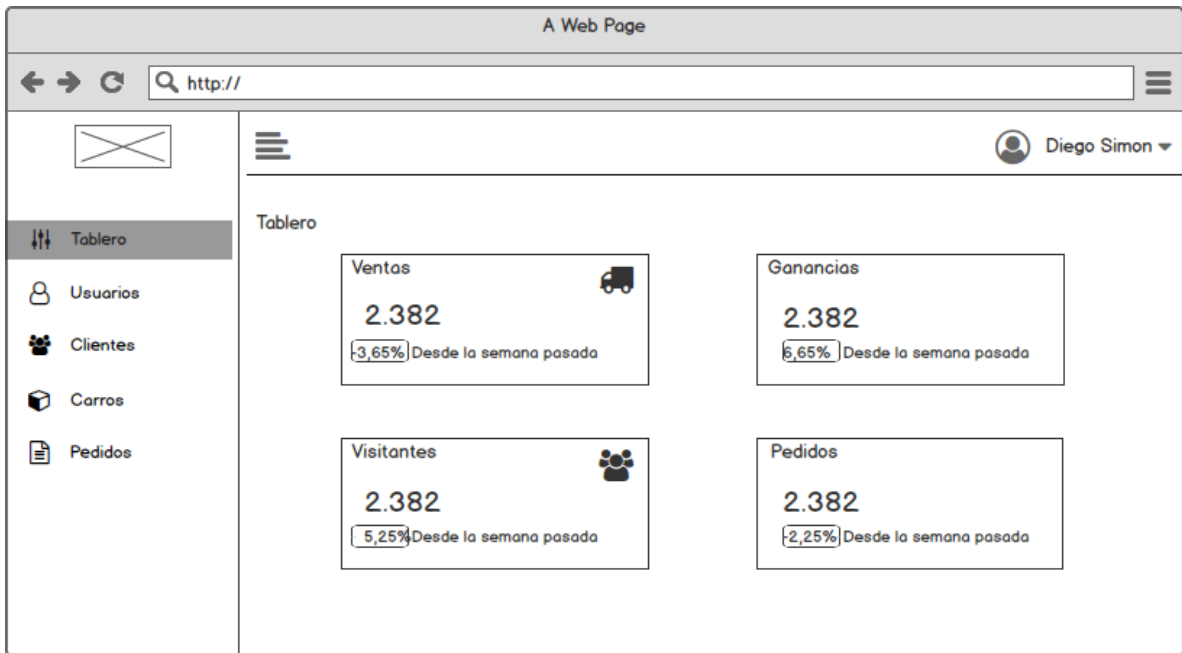 A Web Page
http://
Diego Simon
Tablero
Usuarios
Clientes
Carros
Pedidos
Tablero
Ventas
2.382
-3,65% Desde la semana pasada
Ganancias
2.382
6,65% Desde la semana pasada
Visitantes
2.382
5,25% Desde la semana pasada
Pedidos
2.382
-2,25% Desde la semana pasada